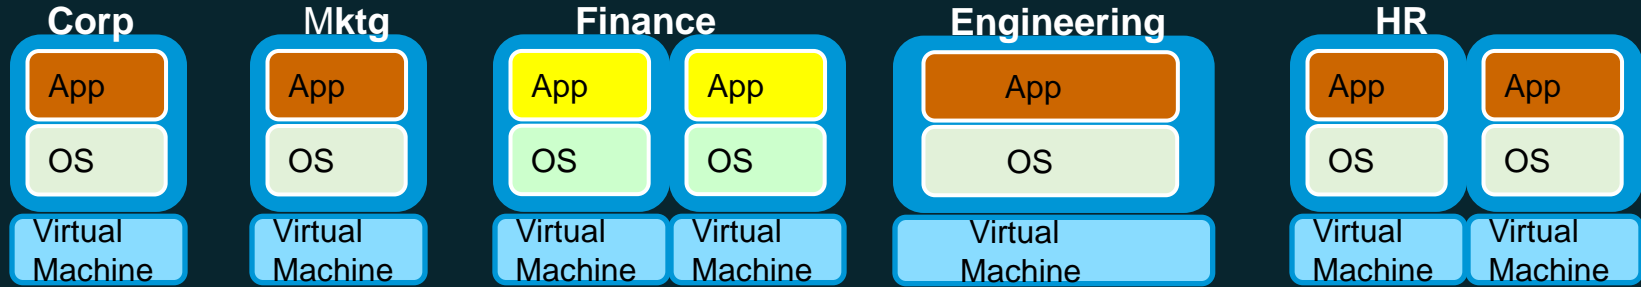 Corp Mktg Finance Engineering HR
App App App App App App App
OS OS OS OS OS OS OS
Virtual Virtual Virtual Virtual Virtual Virtual Virtual
Machine Machine Machine Machine Machine Machine Machine